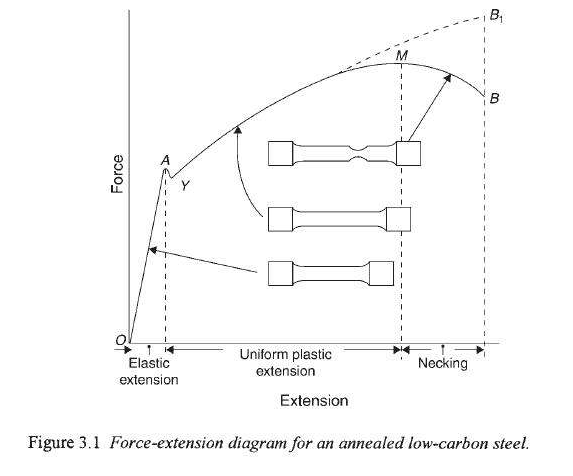 B₁
M
B
A
Y
Force
O
Elastic
extension
Uniform plastic
extension
Necking
Extension
Figure 3.1 Force-extension diagram for an annealed low-carbon steel.